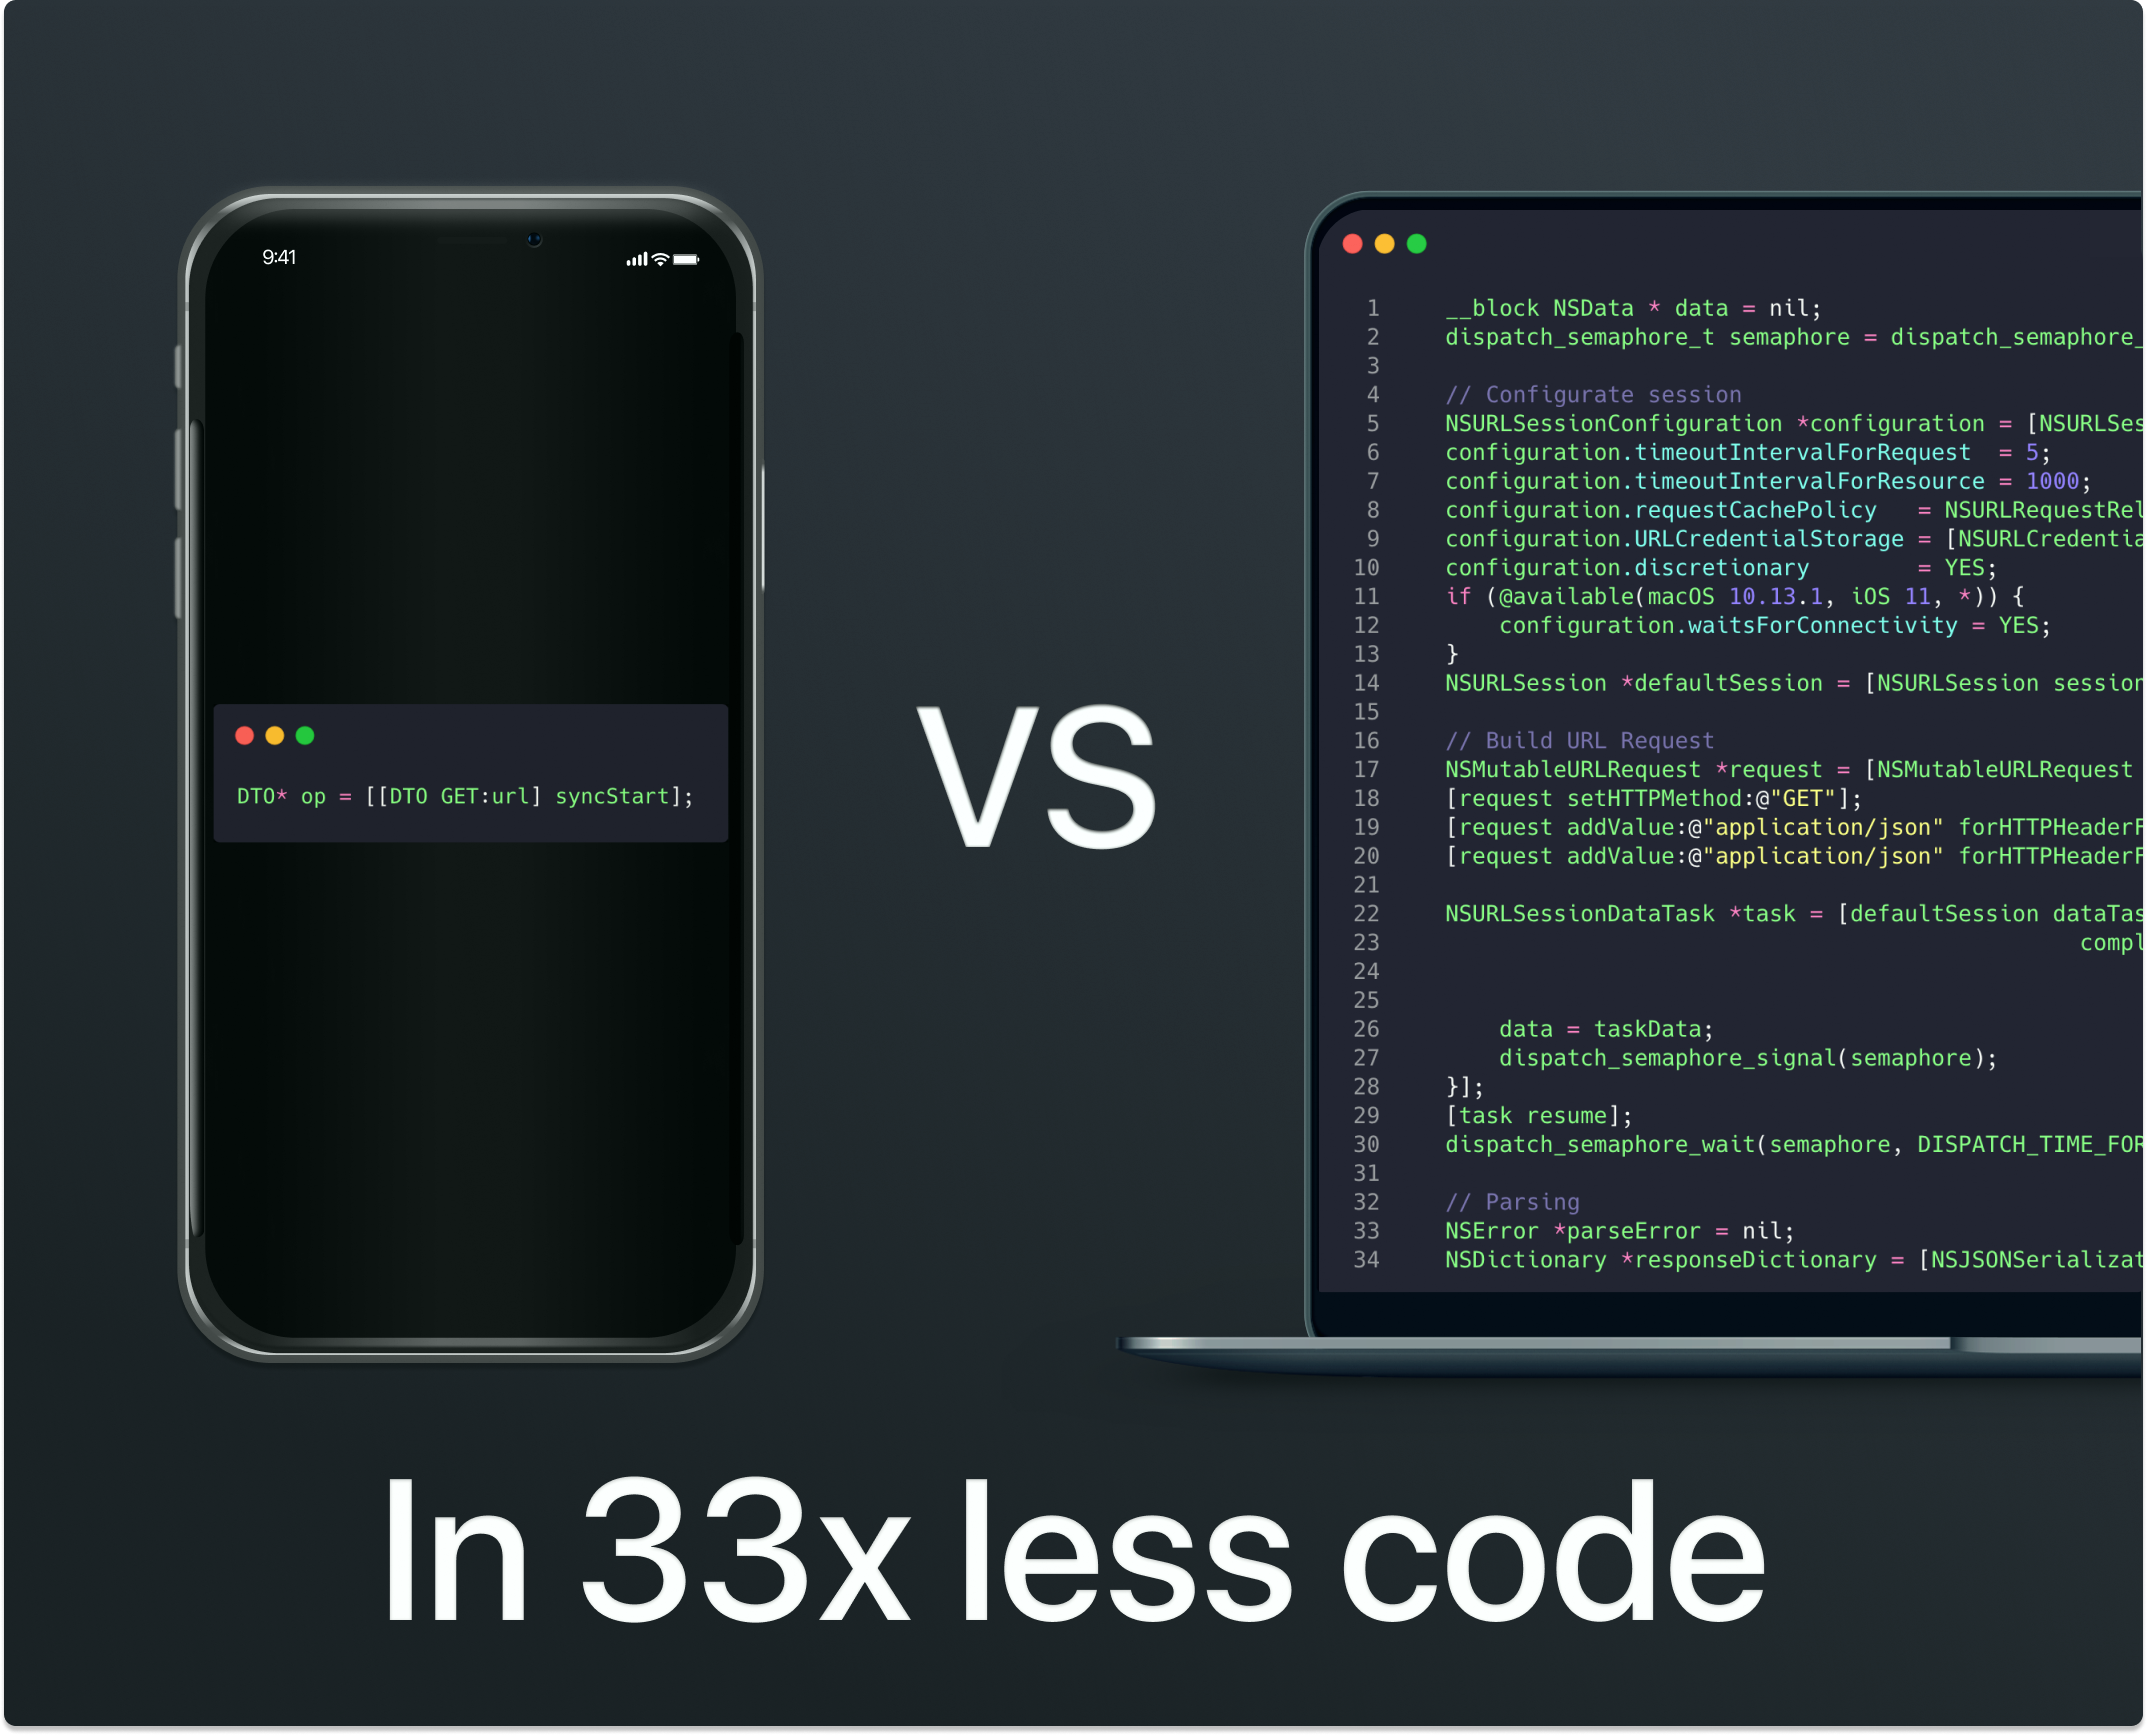 9:41
DTO* op = [[DTO GET:url] syncStart];
VS
1 __block NSData * data = nil;
2 dispatch_semaphore_t semaphore = dispatch_semaphore_
3
4 // Configurate session
5 NSURLSessionConfiguration *configuration = [NSURLSes
6 configuration.timeoutIntervalForRequest  = 5;
7 configuration.timeoutIntervalForResource = 1000;
8 configuration.requestCachePolicy   = NSURLRequestRel
9 configuration.URLCredentialStorage = [NSURLCredentia
10 configuration.discretionary        = YES;
11 if (@available(macOS 10.13.1, iOS 11, *)) {
12     configuration.waitsForConnectivity = YES;
13 }
14 NSURLSession *defaultSession = [NSURLSession session
15
16 // Build URL Request
17 NSMutableURLRequest *request = [NSMutableURLRequest
18 [request setHTTPMethod:@"GET"];
19 [request addValue:@"application/json" forHTTPHeaderF
20 [request addValue:@"application/json" forHTTPHeaderF
21
22 NSURLSessionDataTask *task = [defaultSession dataTas
23                                                compl
24
25
26     data = taskData;
27     dispatch_semaphore_signal(semaphore);
28 }];
29 [task resume];
30 dispatch_semaphore_wait(semaphore, DISPATCH_TIME_FOR
31
32 // Parsing
33 NSError *parseError = nil;
34 NSDictionary *responseDictionary = [NSJSONSerializat
In 33x less code